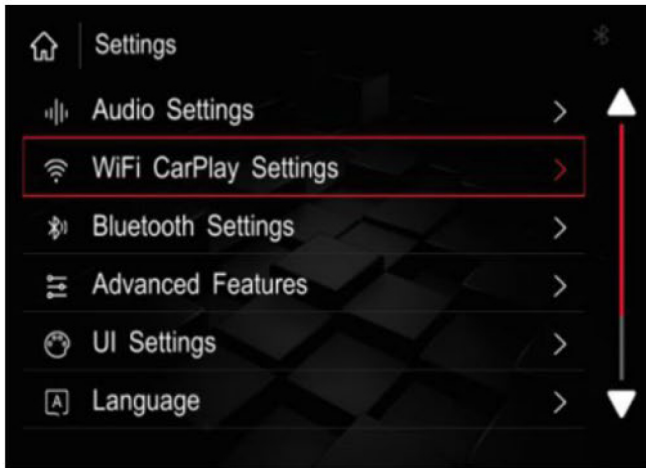 Settings
Audio Settings
WiFi CarPlay Settings
Bluetooth Settings
Advanced Features
UI Settings
A Language